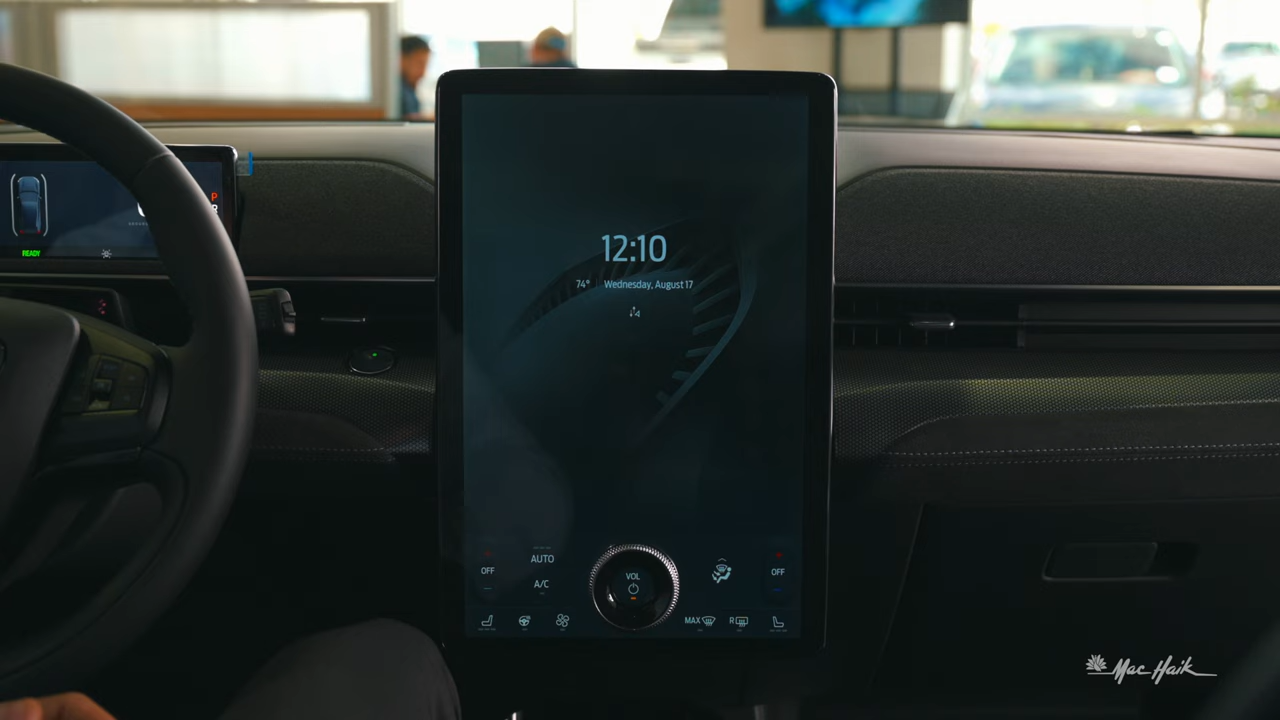 P
READY
12:10
74° Wednesday, August 17
OFF
AUTO
A/C
VOL
OFF
MAX
R
Mac Haik